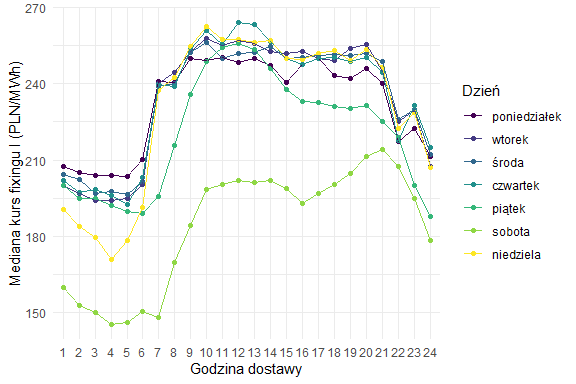 Mediana kurs fixingu I (PLN/MWh)
270
240
210
180
150
1 2 3 4 5 6 7 8 9 10 11 12 13 14 15 16 17 18 19 20 21 22 23 24
Godzina dostawy
Dzień
poniedziałek
wtorek
środa
czwartek
piątek
sobota
niedziela